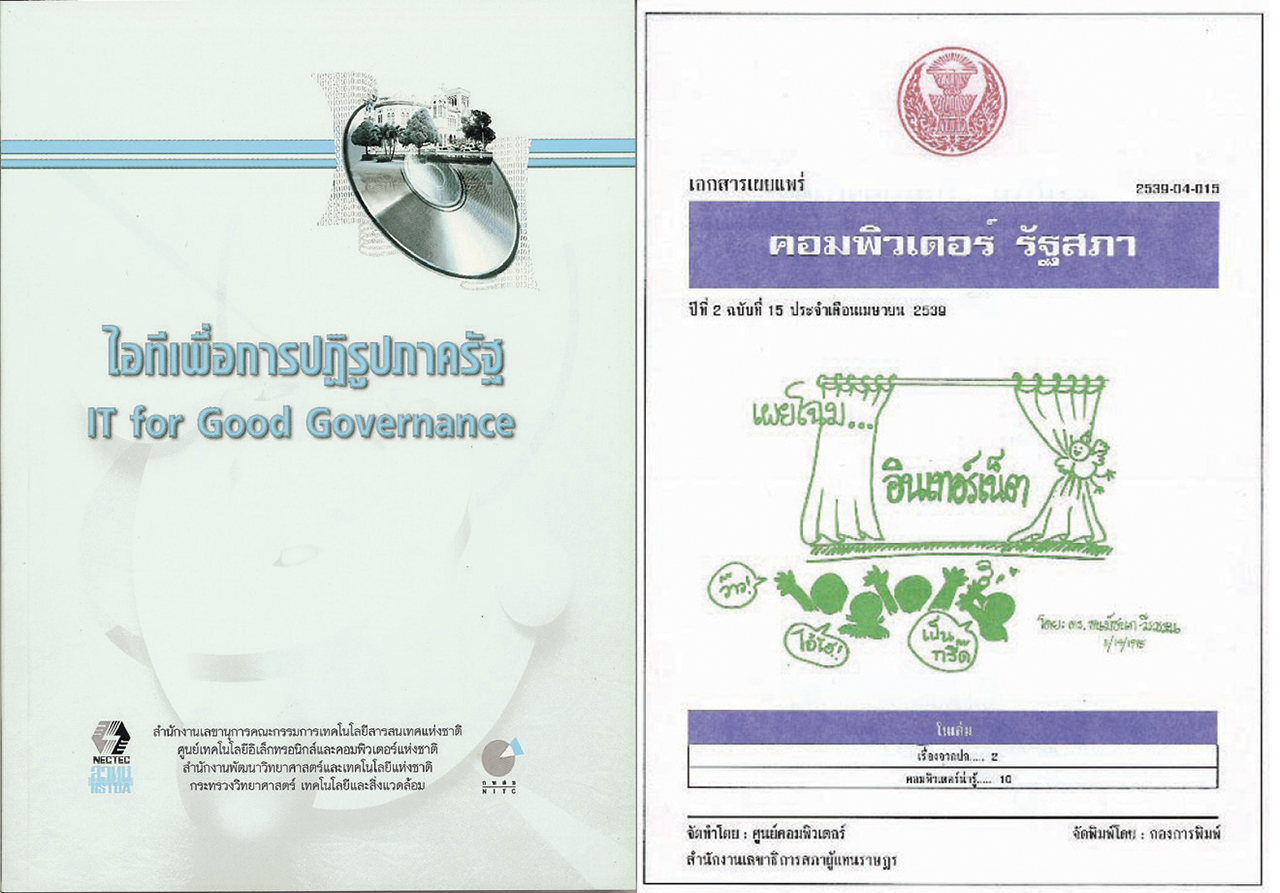 ไอทีเพื่อการปฏิรูปภาครัฐ
IT for Good Governance
NECTEC
สวทช
NSTDA
สำนักงานเลขานุการคณะกรรมการเทคโนโลยีสารสนเทศแห่งชาติ
ศูนย์เทคโนโลยีอิเล็กทรอนิกส์และคอมพิวเตอร์แห่งชาติ
สำนักงานพัฒนาวิทยาศาสตร์และเทคโนโลยีแห่งชาติ
กระทรวงวิทยาศาสตร์ เทคโนโลยีและสิ่งแวดล้อม
กทสช
NITC
เอกสารเผยแพร่
2539-04-015
คอมพิวเตอร์ รัฐสภา
ปีที่ 2 ฉบับที่ 15 ประจำเดือนเมษายน 2539
เผยโฉม...
อินเทอร์เน็ต
ว้าว!
โอ้โฮ!
เป็น
กรี๊ด
โดย: ดร.
ในเล่ม
เรื่องจากปก..... 2
คอมพิวเตอร์น่ารู้..... 10
จัดทำโดย : ศูนย์คอมพิวเตอร์
จัดพิมพ์โดย : กองการพิมพ์
สำนักงานเลขาธิการสภาผู้แทนราษฎร